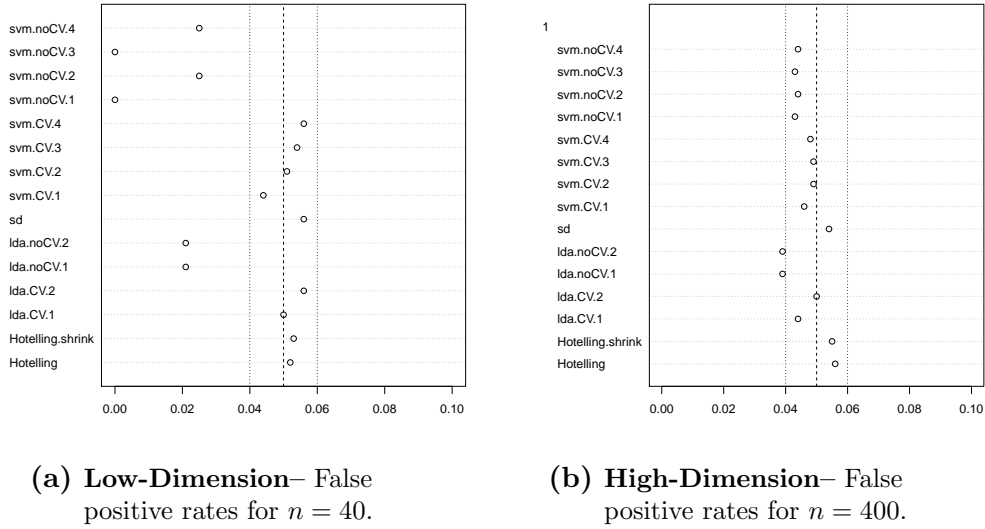 svm.noCV.4
svm.noCV.3
svm.noCV.2
svm.noCV.1
svm.CV.4
svm.CV.3
svm.CV.2
svm.CV.1
sd
lda.noCV.2
lda.noCV.1
lda.CV.2
lda.CV.1
Hotelling.shrink
Hotelling
0.00 0.02 0.04 0.06 0.08 0.10
(a) Low-Dimension– False
positive rates for n = 40.
1
svm.noCV.4
svm.noCV.3
svm.noCV.2
svm.noCV.1
svm.CV.4
svm.CV.3
svm.CV.2
svm.CV.1
sd
lda.noCV.2
lda.noCV.1
lda.CV.2
lda.CV.1
Hotelling.shrink
Hotelling
0.00 0.02 0.04 0.06 0.08 0.10
(b) High-Dimension– False
positive rates for n = 400.